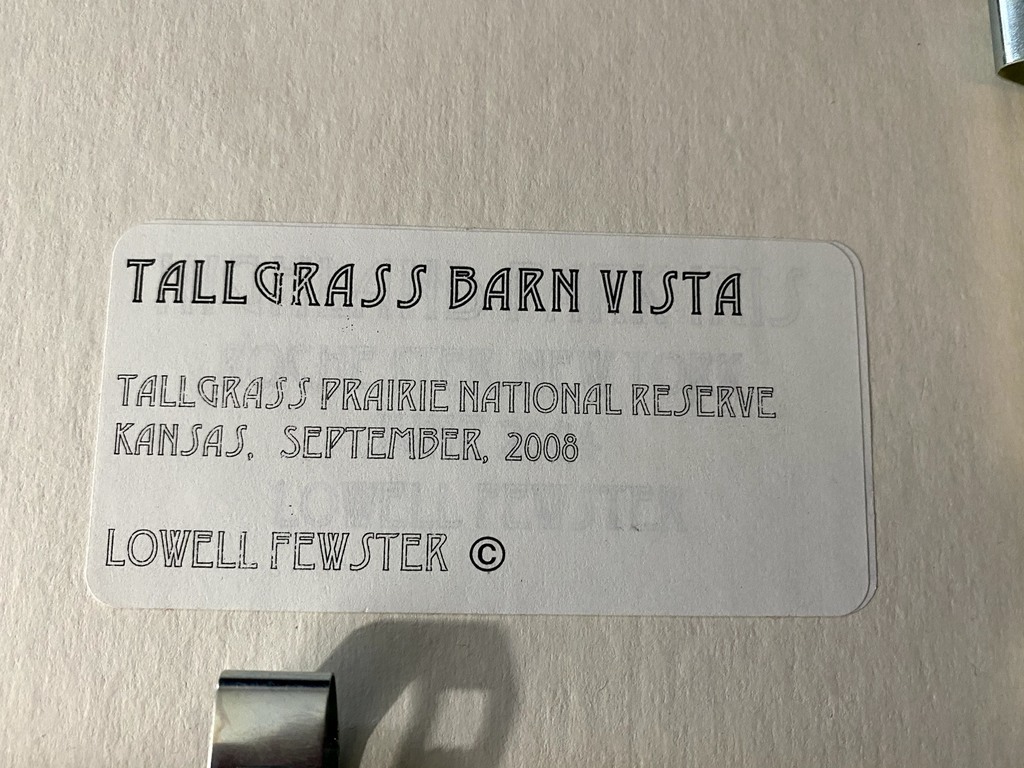 TALLGRASS BARN VISTA
TALLGRASS PRAIRIE NATIONAL RESERVE
KANSAS, SEPTEMBER, 2008
LOWELL FEWSTER ©